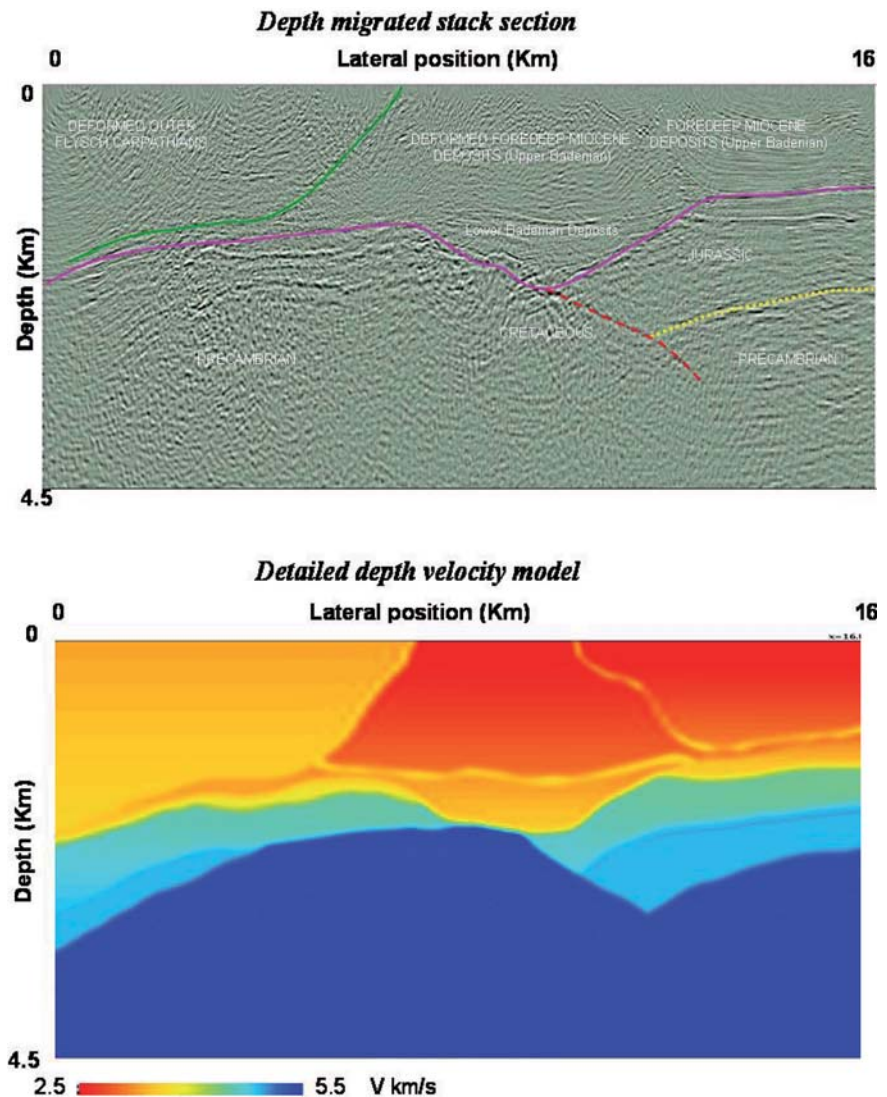 Depth migrated stack section
0 Lateral position (Km) 16
0
DEFORMED OUTER
FLYSCH CARPATHIANS
DEFORMED FOREDEEP MIOCENE
DEPOSITS (Upper Badenian)
FOREDEEP MIOCENE
DEPOSITS (Upper Badenian)
Lower Badenian Deposits
JURASSIC
Depth (Km)
CRETACEOUS
PRECAMBRIAN
PRECAMBRIAN
4.5
Detailed depth velocity model
0 Lateral position (Km) 16
0
Depth (Km)
4.5
2.5 5.5 V km/s